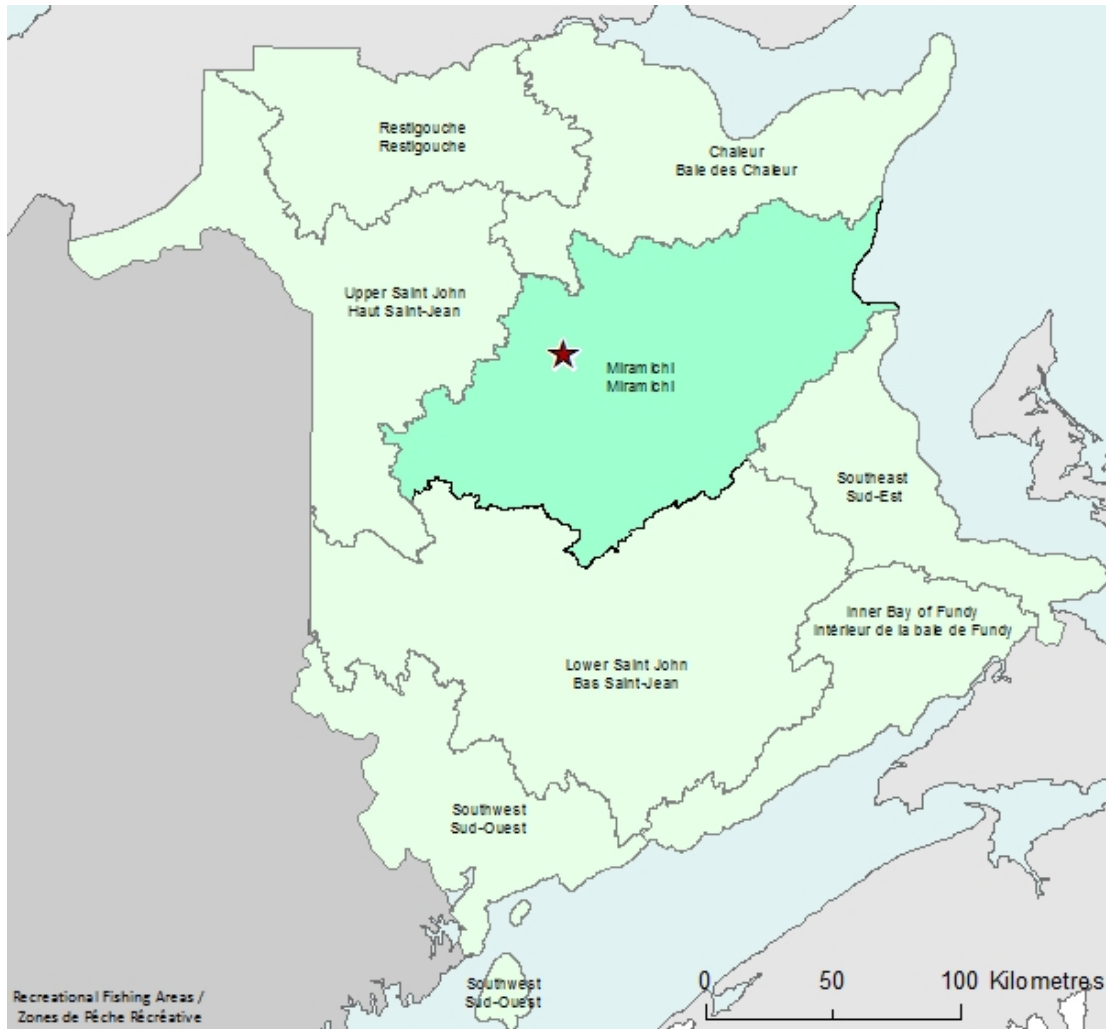 Restigouche
Restigouche
Chaleur
Baie des Chaleur
Upper Saint John
Haut Saint-Jean
Miramichi
Miramichi
Southeast
Sud-Est
Inner Bay of Fundy
Intérieur de la baie de Fundy
Lower Saint John
Bas Saint-Jean
Southwest
Sud-Ouest
Southwest
Sud-Ouest
0 50 100 Kilometres
Recreational Fishing Areas /
Zones de Pêche Récréative